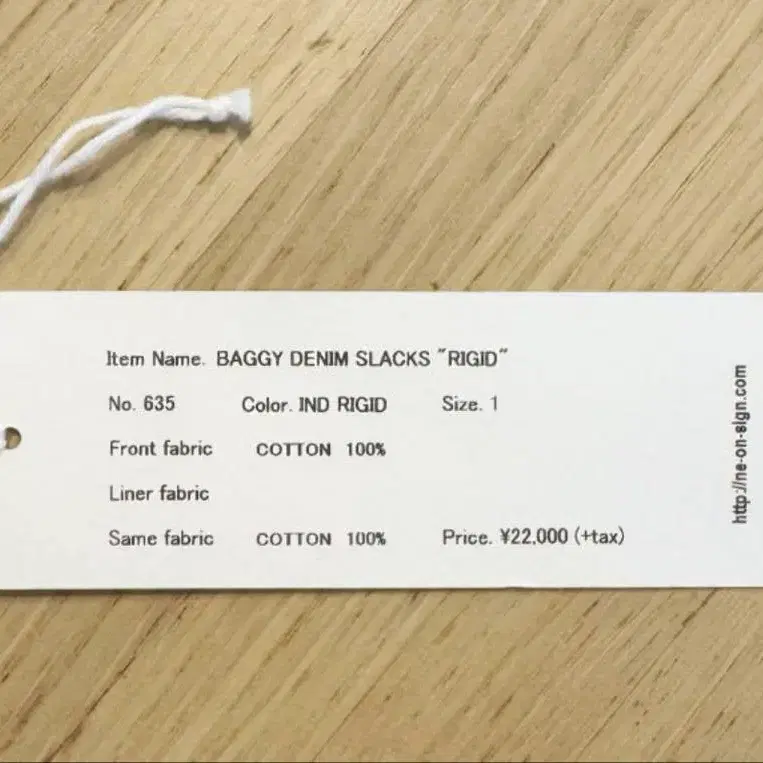 Item Name. BAGGY DENIM SLACKS "RIGID"
No. 635 Color. IND RIGID Size. 1
Front fabric COTTON 100%
Liner fabric
Same fabric COTTON 100% Price. ¥22,000 (+tax)
http://ne-on-sign.com